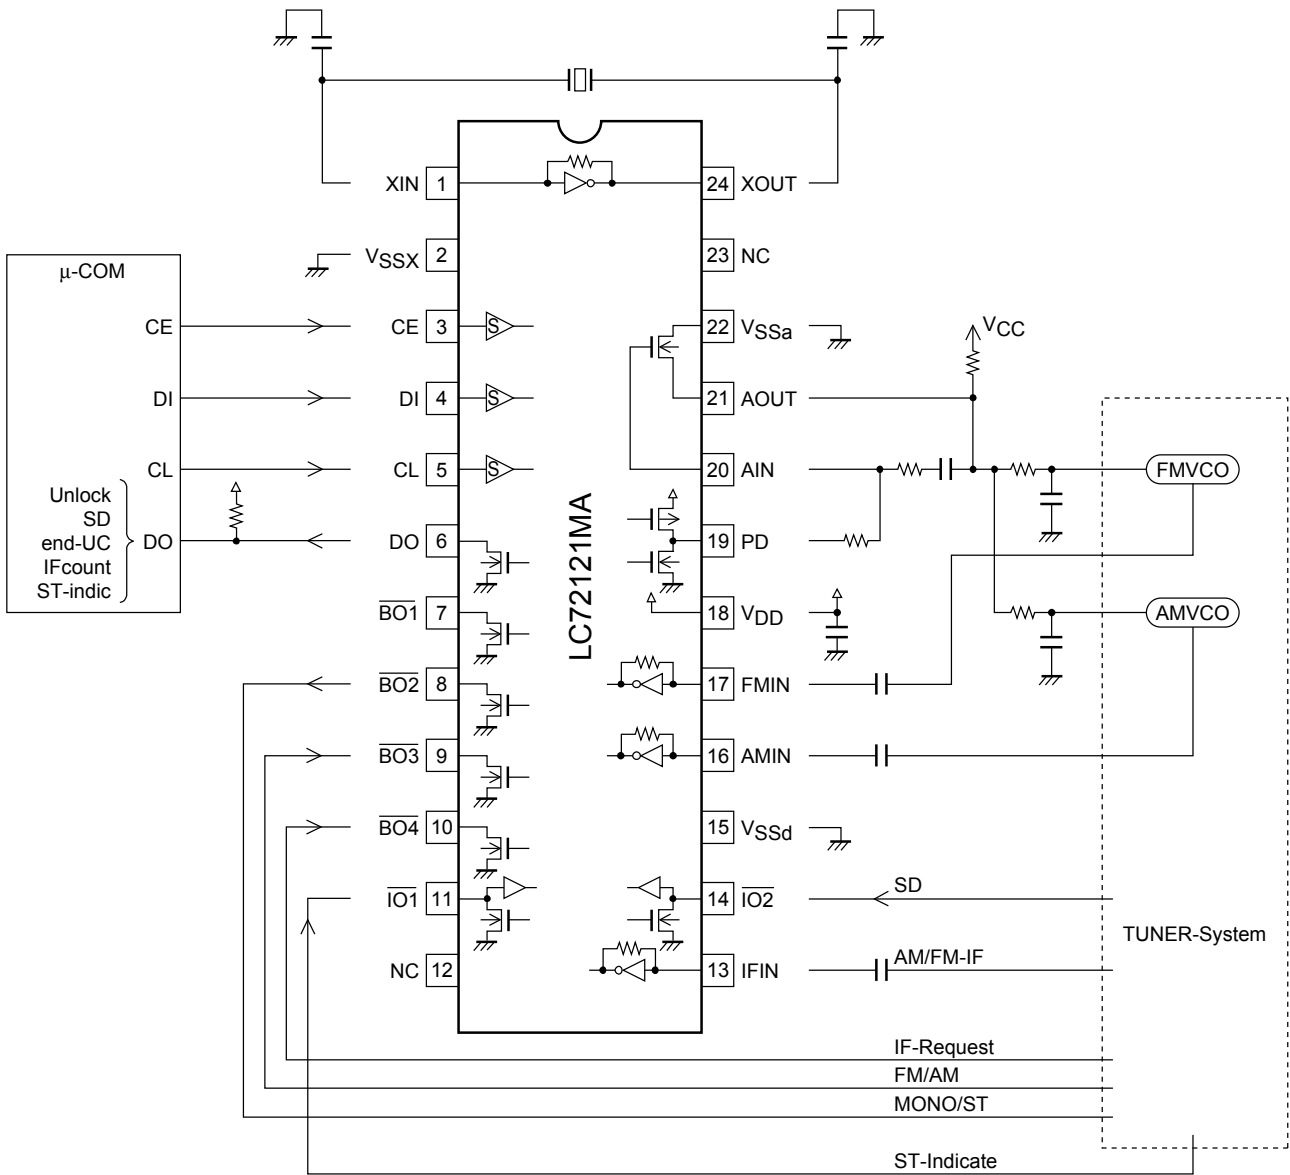 XIN 1
24 XOUT
VSSX 2
23 NC
μ-COM
CE
CE 3
S
22 VSSa
VCC
DI
DI 4
S
21 AOUT
CL
CL 5
S
20 AIN
FMVCO
Unlock
SD
end-UC
IFcount
ST-indic
DO
DO 6
19 PD
LC72121MA
BO1 7
18 VDD
AMVCO
BO2 8
17 FMIN
BO3 9
16 AMIN
BO4 10
15 VSSd
IO1 11
14 IO2
SD
TUNER-System
NC 12
13 IFIN
AM/FM-IF
IF-Request
FM/AM
MONO/ST
ST-Indicate